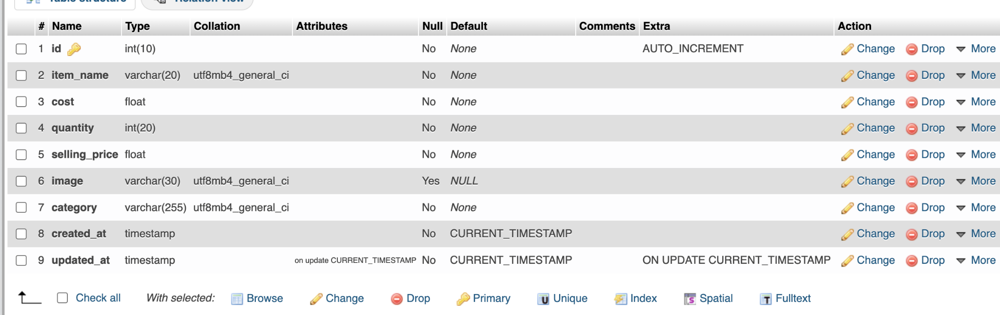 Table structure Relation view
# Name Type Collation Attributes Null Default Comments Extra Action
1 id int(10) No None AUTO_INCREMENT Change Drop More
2 item_name varchar(20) utf8mb4_general_ci No None Change Drop More
3 cost float No None Change Drop More
4 quantity int(20) No None Change Drop More
5 selling_price float No None Change Drop More
6 image varchar(30) utf8mb4_general_ci Yes NULL Change Drop More
7 category varchar(255) utf8mb4_general_ci No None Change Drop More
8 created_at timestamp No CURRENT_TIMESTAMP Change Drop More
9 updated_at timestamp on update CURRENT_TIMESTAMP No CURRENT_TIMESTAMP ON UPDATE CURRENT_TIMESTAMP Change Drop More
Check all With selected: Browse Change Drop Primary Unique Index Spatial Fulltext